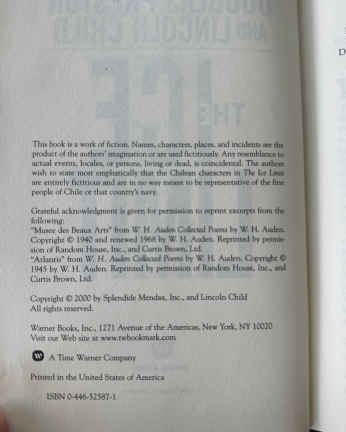 DOUGLAS PRESTON
AND LINCOLN CHILD
THE
ICE
This book is a work of fiction. Names, characters, places, and incidents are the
product of the authors' imagination or are used fictitiously. Any resemblance to
actual events, locales, or persons, living or dead, is coincidental. The authors
wish to state most emphatically that the Chilean characters in The Ice Limit
are entirely fictitious and are in no way meant to be representative of the fine
people of Chile or that country's navy.
Grateful acknowledgment is given for permission to reprint excerpts from the
following:
"Musee des Beaux Arts" from W. H. Auden Collected Poems by W. H. Auden.
Copyright © 1940 and renewed 1968 by W. H. Auden. Reprinted by permis-
sion of Random House, Inc., and Curtis Brown, Ltd.
"Atlantis" from W. H. Auden Collected Poems by W. H. Auden. Copyright ©
1945 by W. H. Auden. Reprinted by permission of Random House, Inc., and
Curtis Brown, Ltd.
Copyright © 2000 by Splendide Mendax, Inc., and Lincoln Child
All rights reserved.
Warner Books, Inc., 1271 Avenue of the Americas, New York, NY 10020
Visit our Web site at www.twbookmark.com
W A Time Warner Company
Printed in the United States of America
ISBN 0-446-52587-1
D